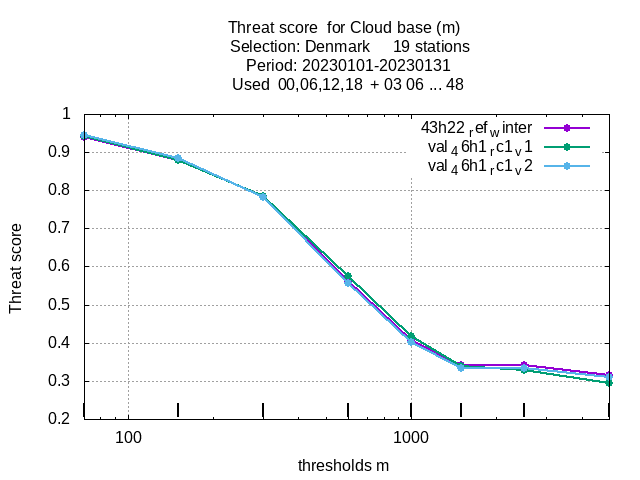 Threat score  for Cloud base (m)
Selection: Denmark     19 stations
Period: 20230101-20230131
Used  00,06,12,18  + 03 06 ... 48
43h22 ref winter
val 46h1 rc1 v1
val 46h1 rc1 v2
1
0.9
0.8
0.7
0.6
0.5
0.4
0.3
0.2
Threat score
100
1000
thresholds m